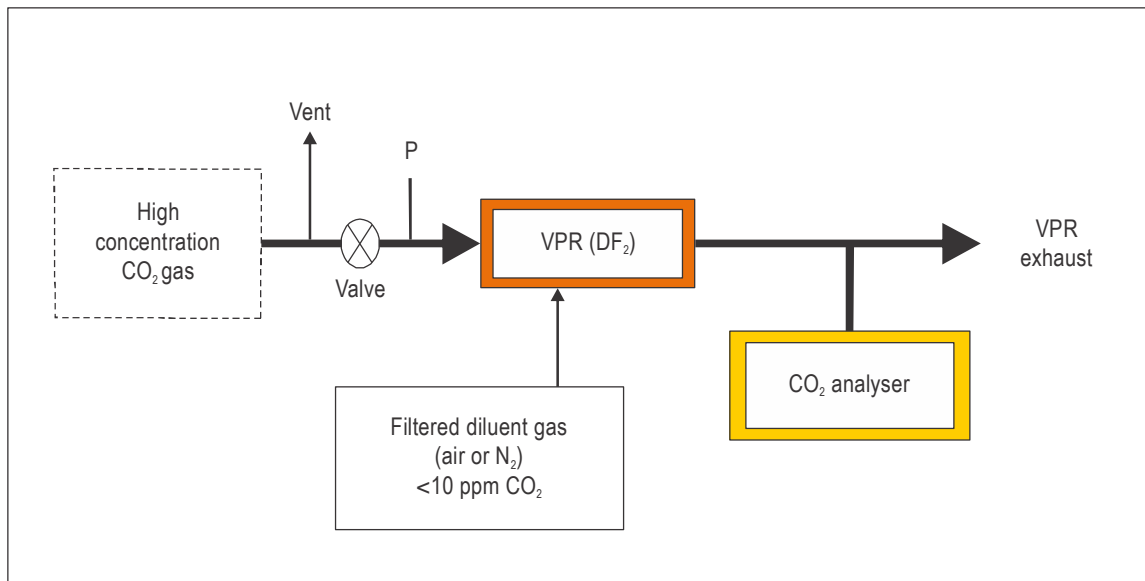 Vent
P
High
concentration
CO₂ gas
Valve
VPR (DF₂)
VPR
exhaust
CO₂ analyser
Filtered diluent gas
(air or N₂)
<10 ppm CO₂